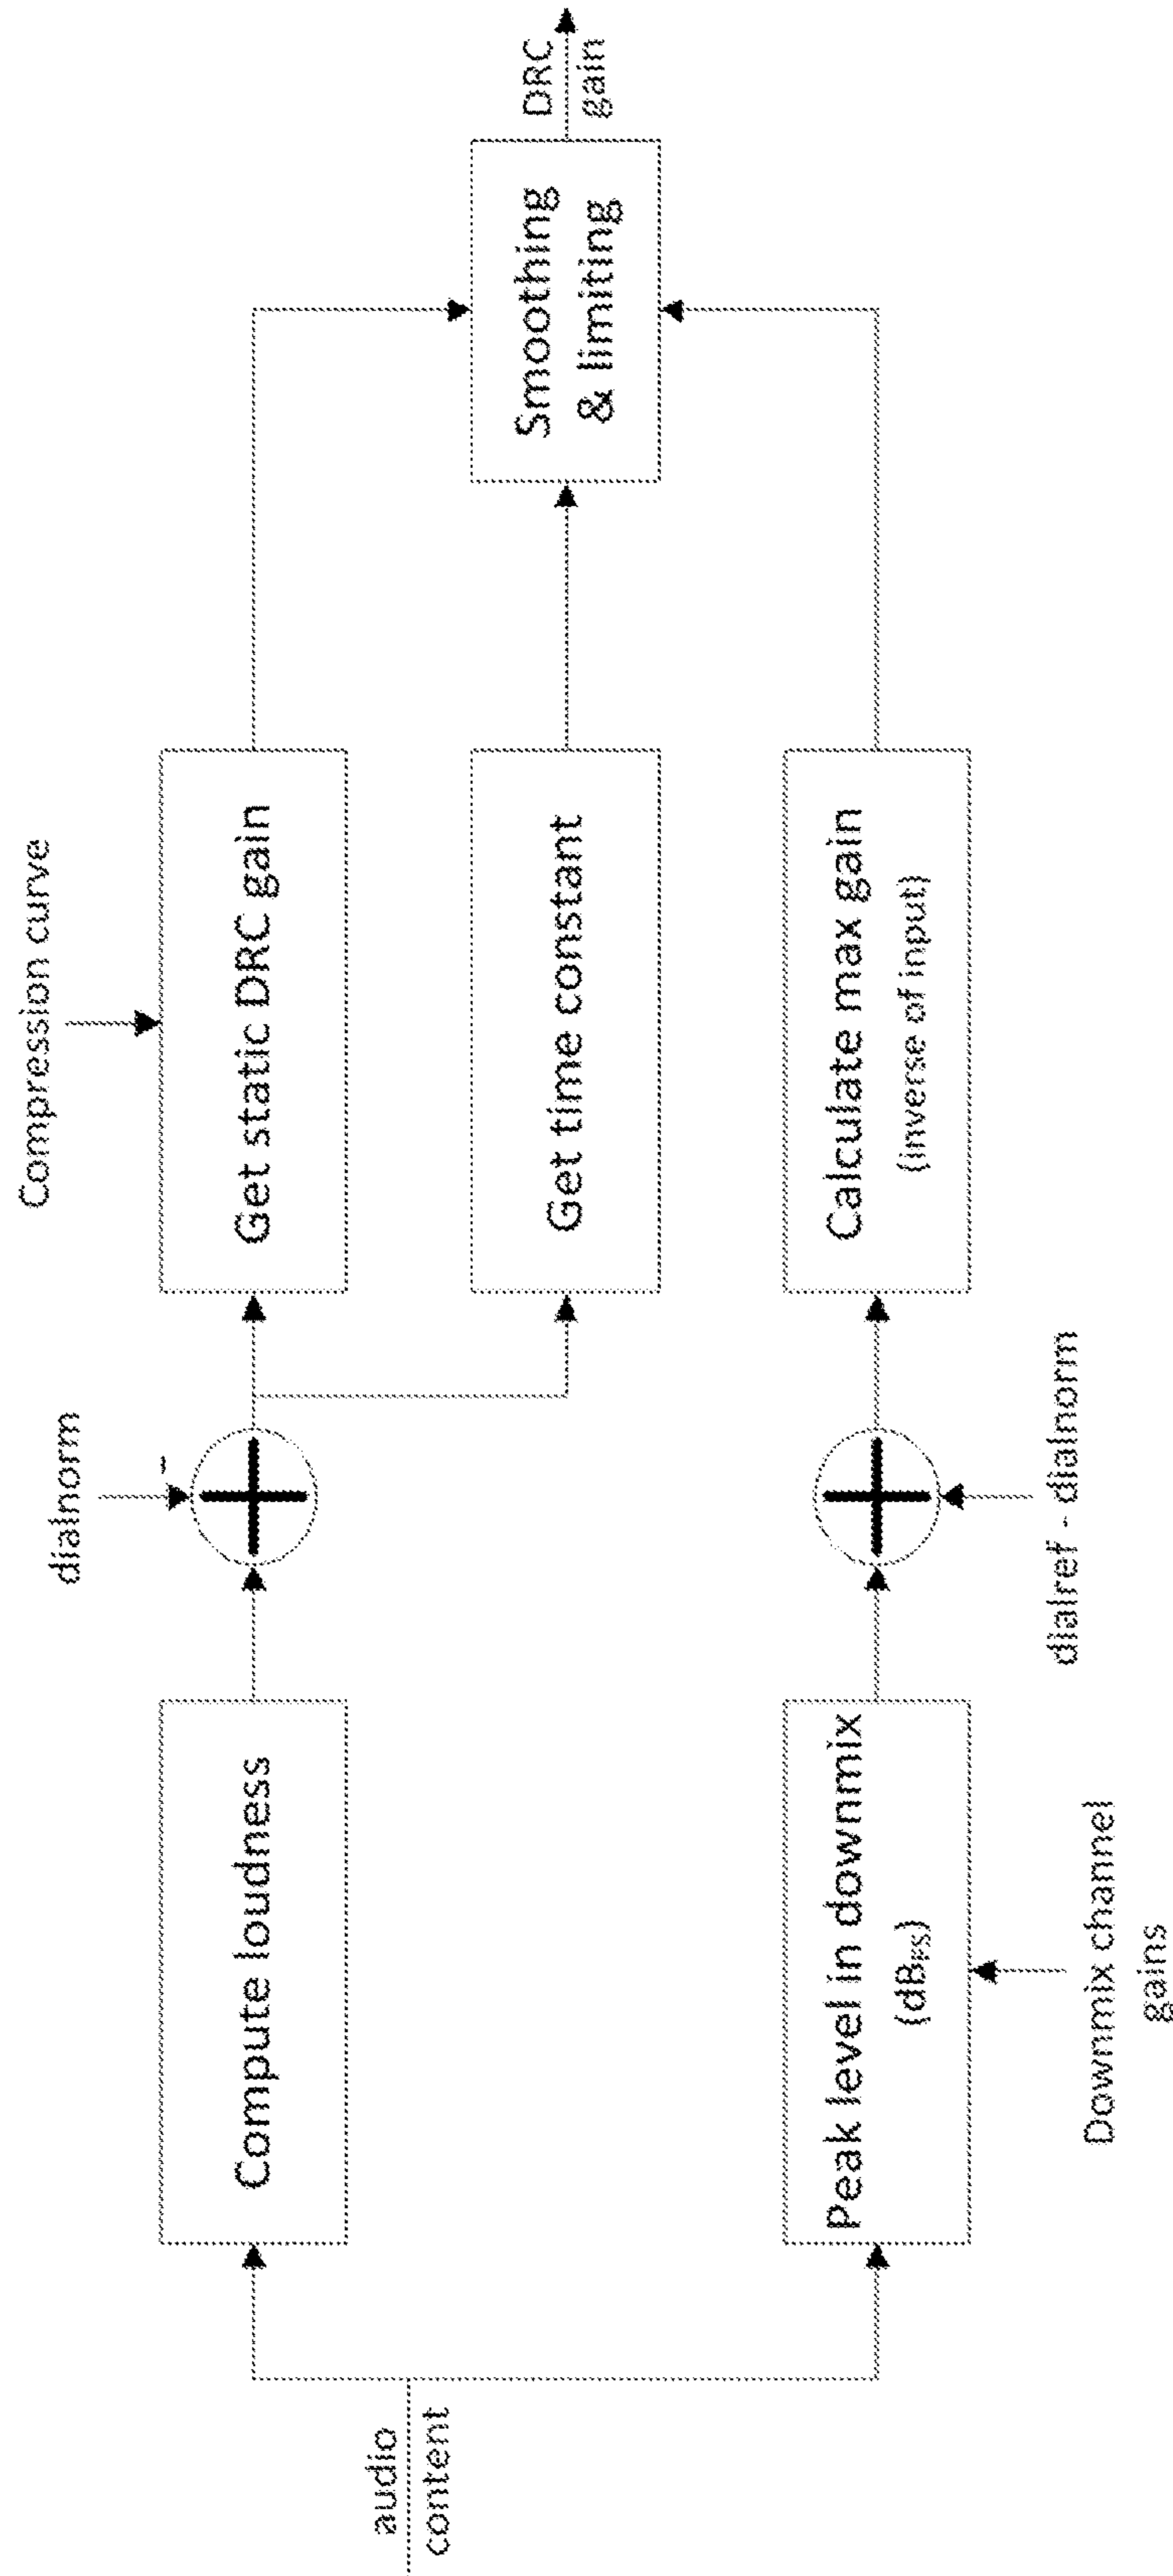 audio
content
Compute loudness
dialnorm
-
Compression curve
Get static DRC gain
Get time constant
Peak level in downmix
(dBFS)
Downmix channel
gains
dialref - dialnorm
Calculate max gain
(inverse of input)
Smoothing
& limiting
DRC
gain